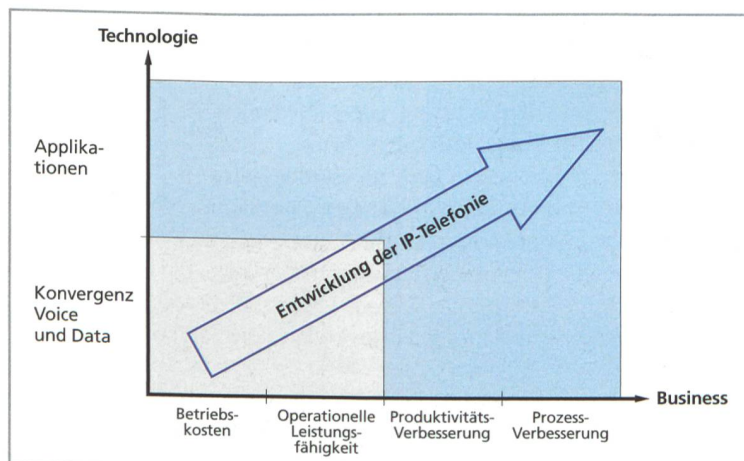 Technologie
Applika-
tionen
Entwicklung der IP-Telefonie
Konvergenz
Voice
und Data
Business
Betriebs-
kosten
Operationelle
Leistungs-
fähigkeit
Produktivitäts-
Verbesserung
Prozess-
Verbesserung